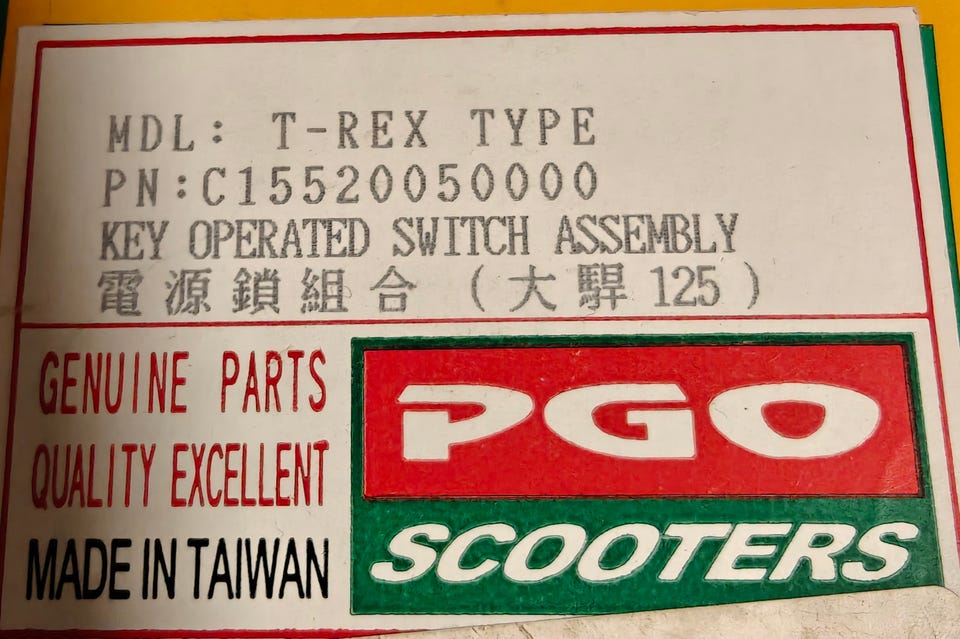 MDL: T-REX TYPE
PN:C15520050000
KEY OPERATED SWITCH ASSEMBLY
電源鎖組合 (大驆125)
GENUINE PARTS
QUALITY EXCELLENT
MADE IN TAIWAN
PGO
SCOOTERS